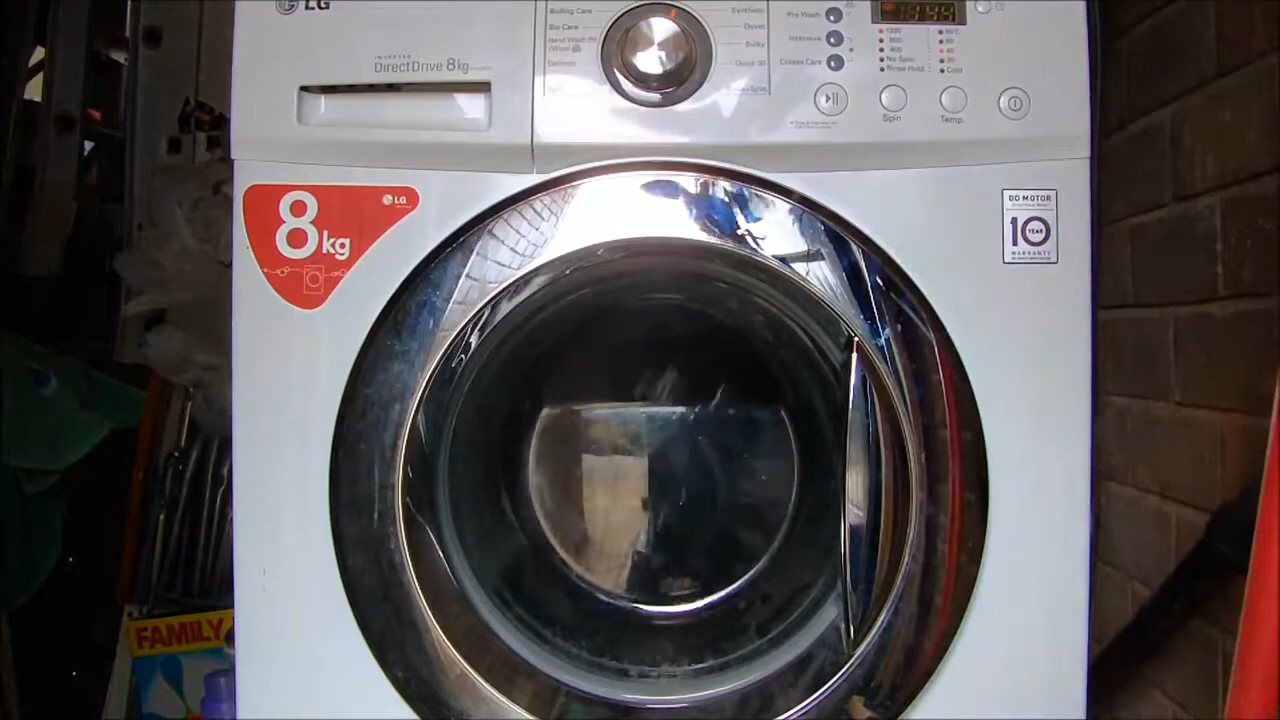 LG
INVERTER
DirectDrive 8kg
Boiling Care
Bio Care
Hand Wash
/Wool
Delicate
Synthetic
Duvet
Bulky
Quick 30
Pre Wash
Intensive
Crease Care
1200
800
400
No Spin
Rinse Hold
60
40
30
Cold
Spin
Temp.
8kg
LG
DD MOTOR
10 YEAR
WARRANTY
FAMILY